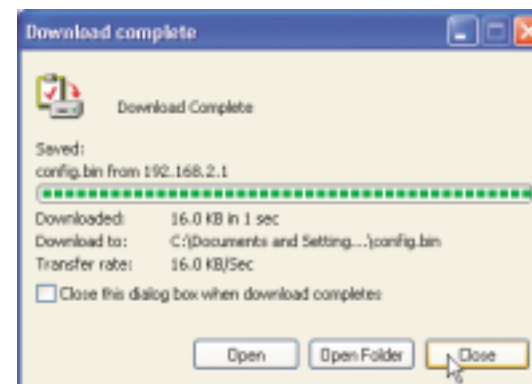 Download complete
Download Complete
Saved:
config.bin from 192.168.2.1
Downloaded: 16.0 KB in 1 sec
Download to: C:\Documents and Setting...\config.bin
Transfer rate: 16.0 KB/Sec
Close this dialog box when download completes
Open Open Folder Close